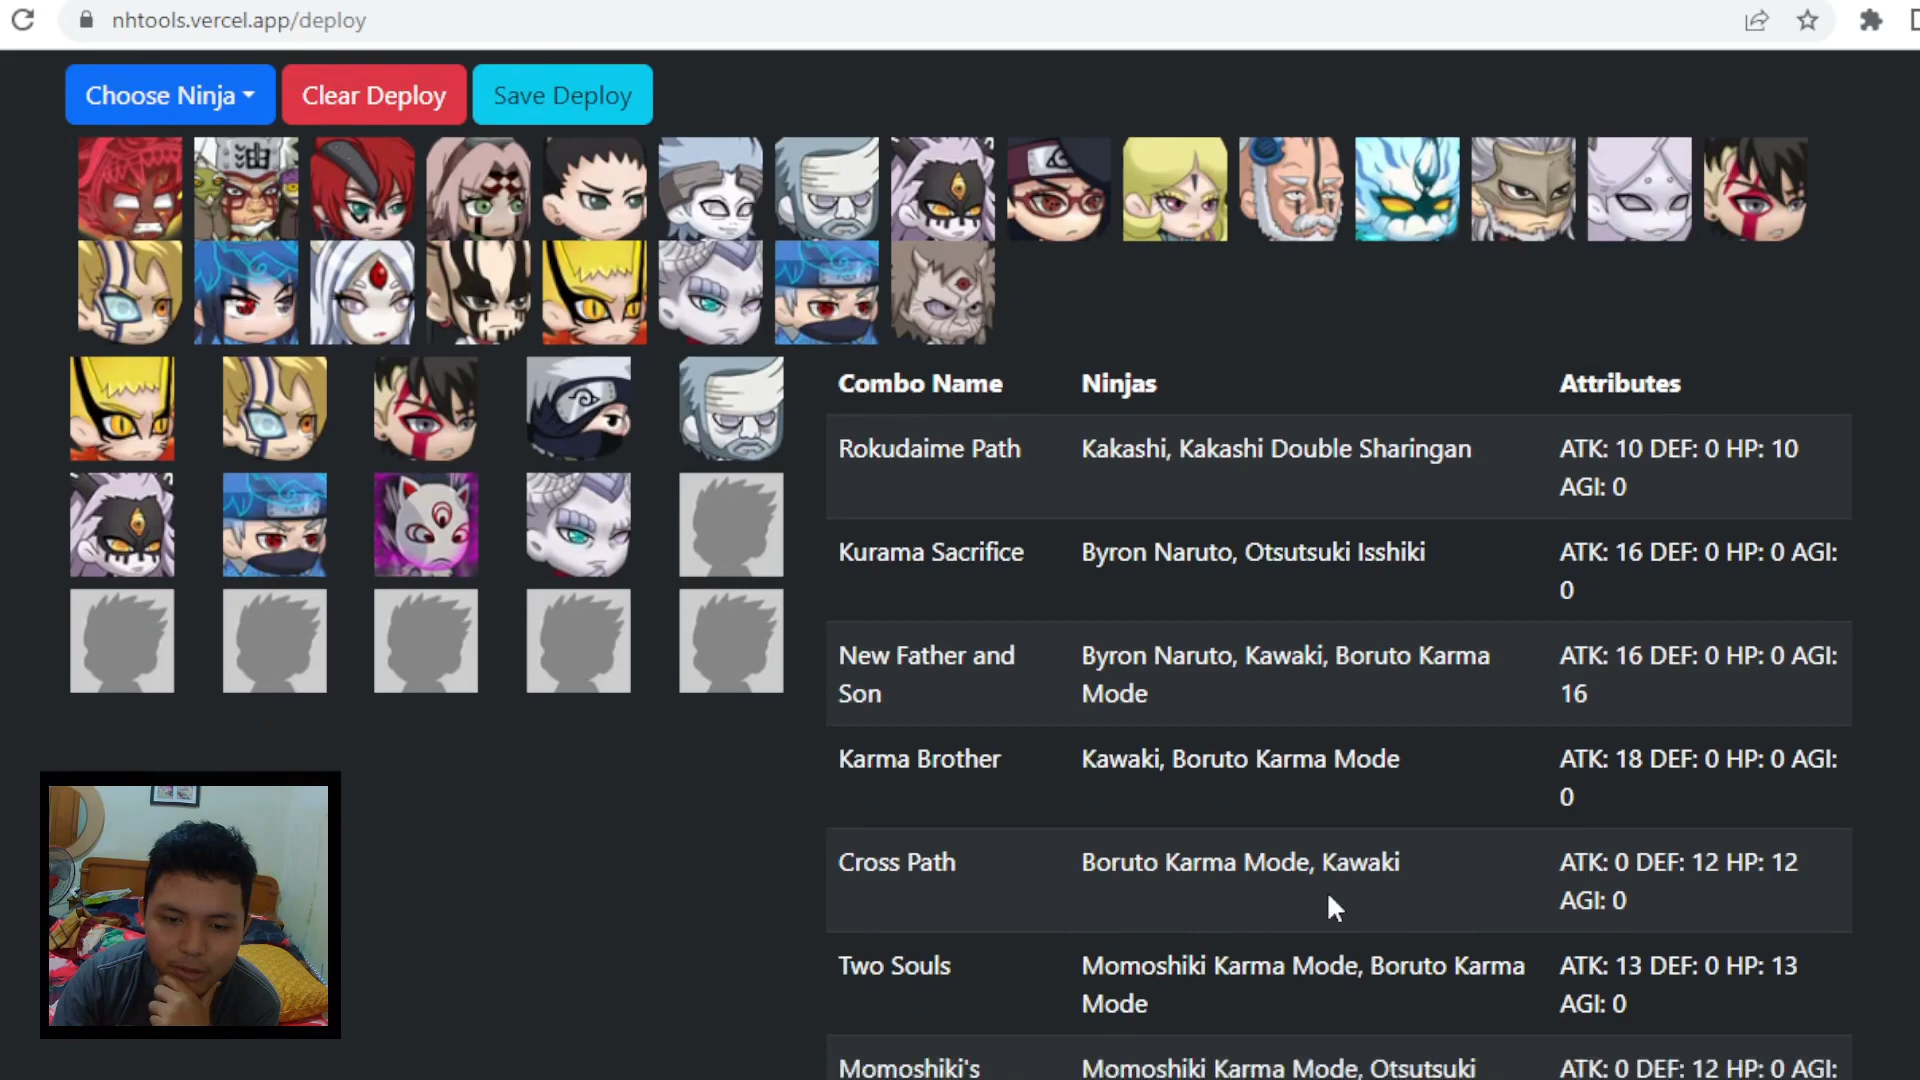 nhtools.vercel.app/deploy
Choose Ninja Clear Deploy Save Deploy
Combo Name Ninjas Attributes
Rokudaime Path Kakashi, Kakashi Double Sharingan ATK: 10 DEF: 0 HP: 10
AGI: 0
Kurama Sacrifice Byron Naruto, Otsutsuki Isshiki ATK: 16 DEF: 0 HP: 0 AGI:
0
New Father and Byron Naruto, Kawaki, Boruto Karma ATK: 16 DEF: 0 HP: 0 AGI:
Son Mode 16
Karma Brother Kawaki, Boruto Karma Mode ATK: 18 DEF: 0 HP: 0 AGI:
0
Cross Path Boruto Karma Mode, Kawaki ATK: 0 DEF: 12 HP: 12
AGI: 0
Two Souls Momoshiki Karma Mode, Boruto Karma ATK: 13 DEF: 0 HP: 13
Mode AGI: 0
Momoshiki's Momoshiki Karma Mode, Otsutsuki ATK: 0 DEF: 12 HP: 0 AGI: